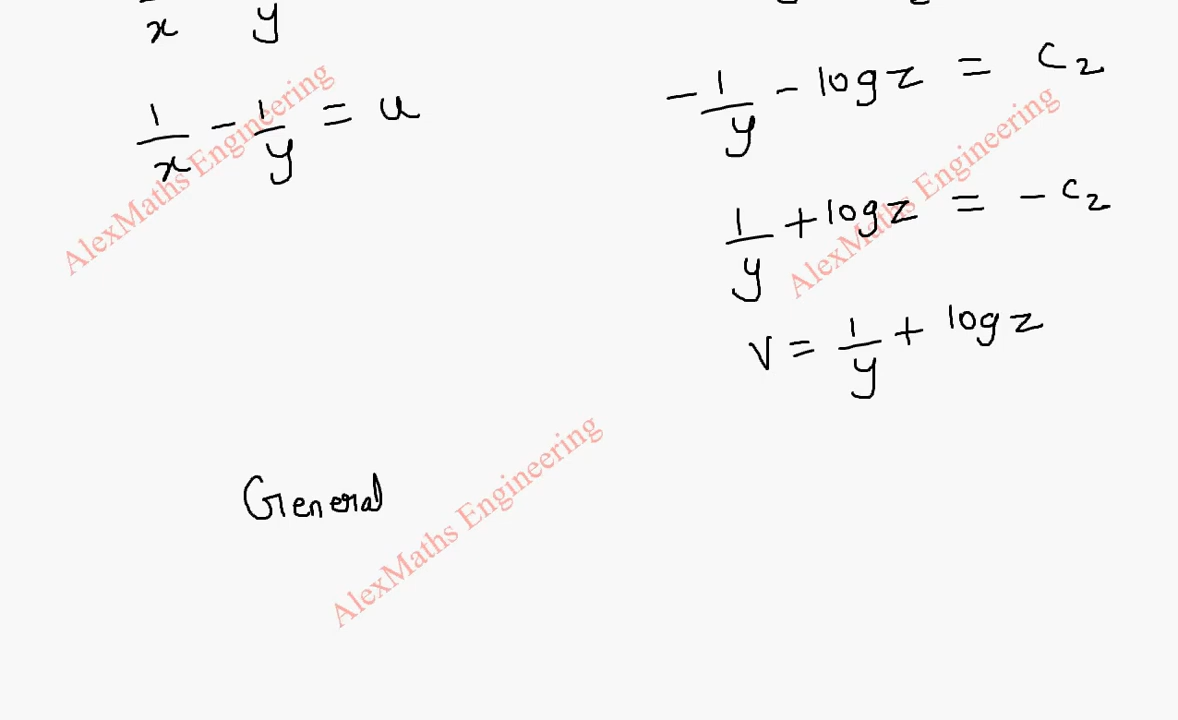 x y
1/x - 1/y = u
-1/y - log z = c₂
1/y + log z = -c₂
v = 1/y + log z
General
AlexMaths Engineering
AlexMaths Engineering
AlexMaths Engineering